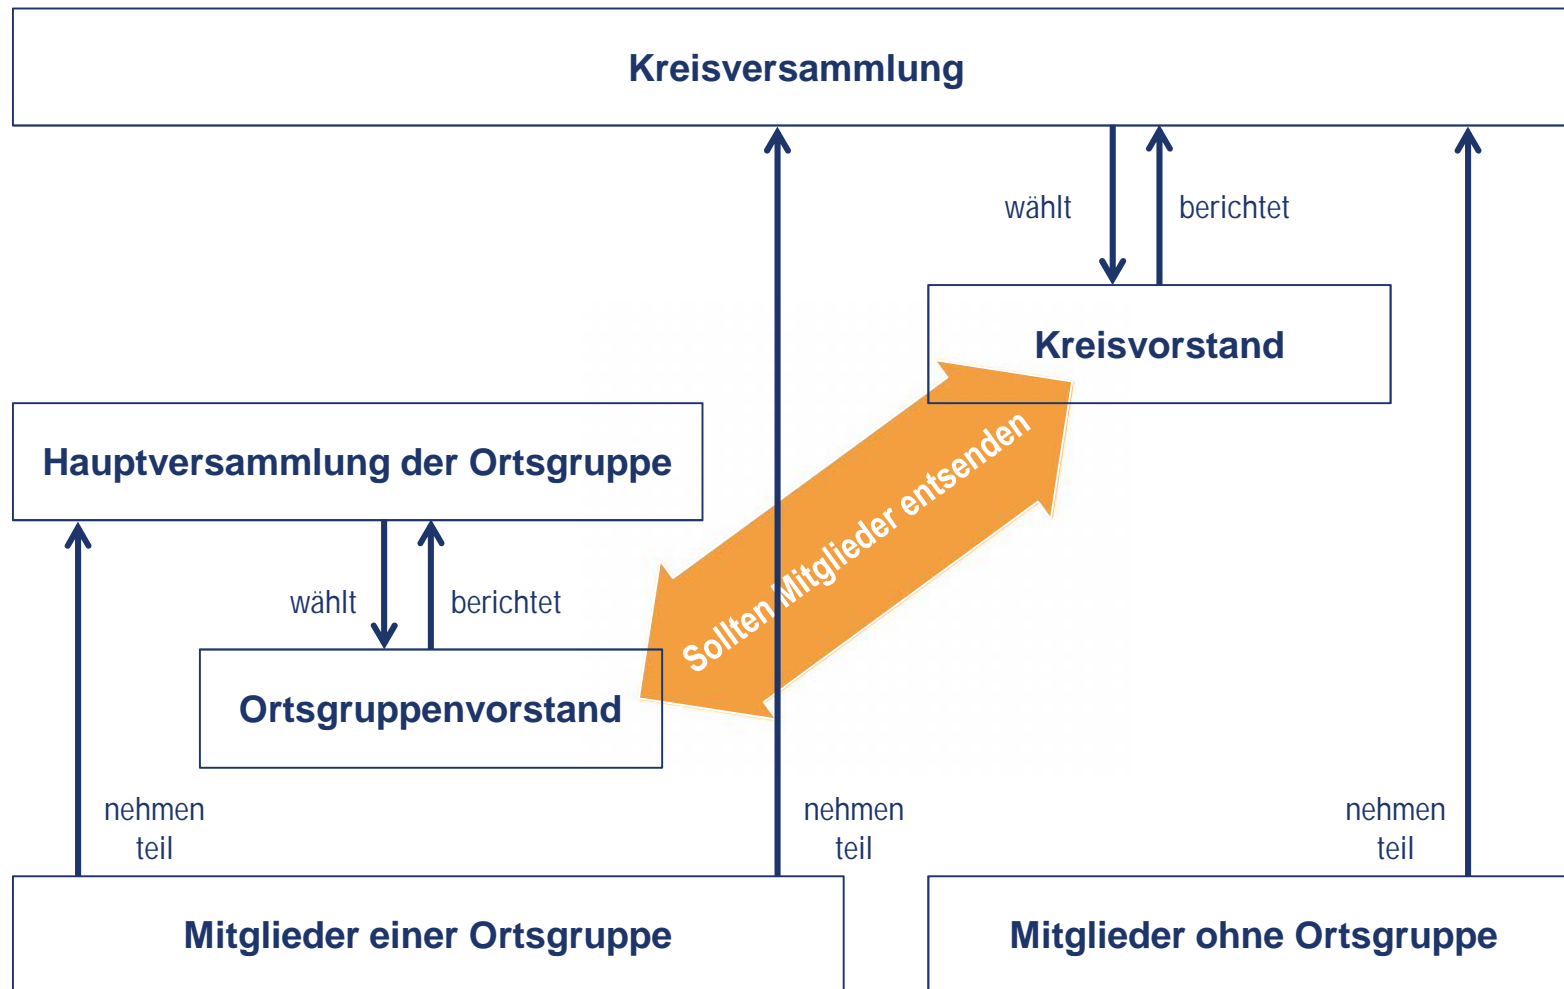 Kreisversammlung
wählt
berichtet
Kreisvorstand
Hauptversammlung der Ortsgruppe
Sollten Mitglieder entsenden
wählt
berichtet
Ortsgruppenvorstand
nehmen
teil
nehmen
teil
nehmen
teil
Mitglieder einer Ortsgruppe
Mitglieder ohne Ortsgruppe